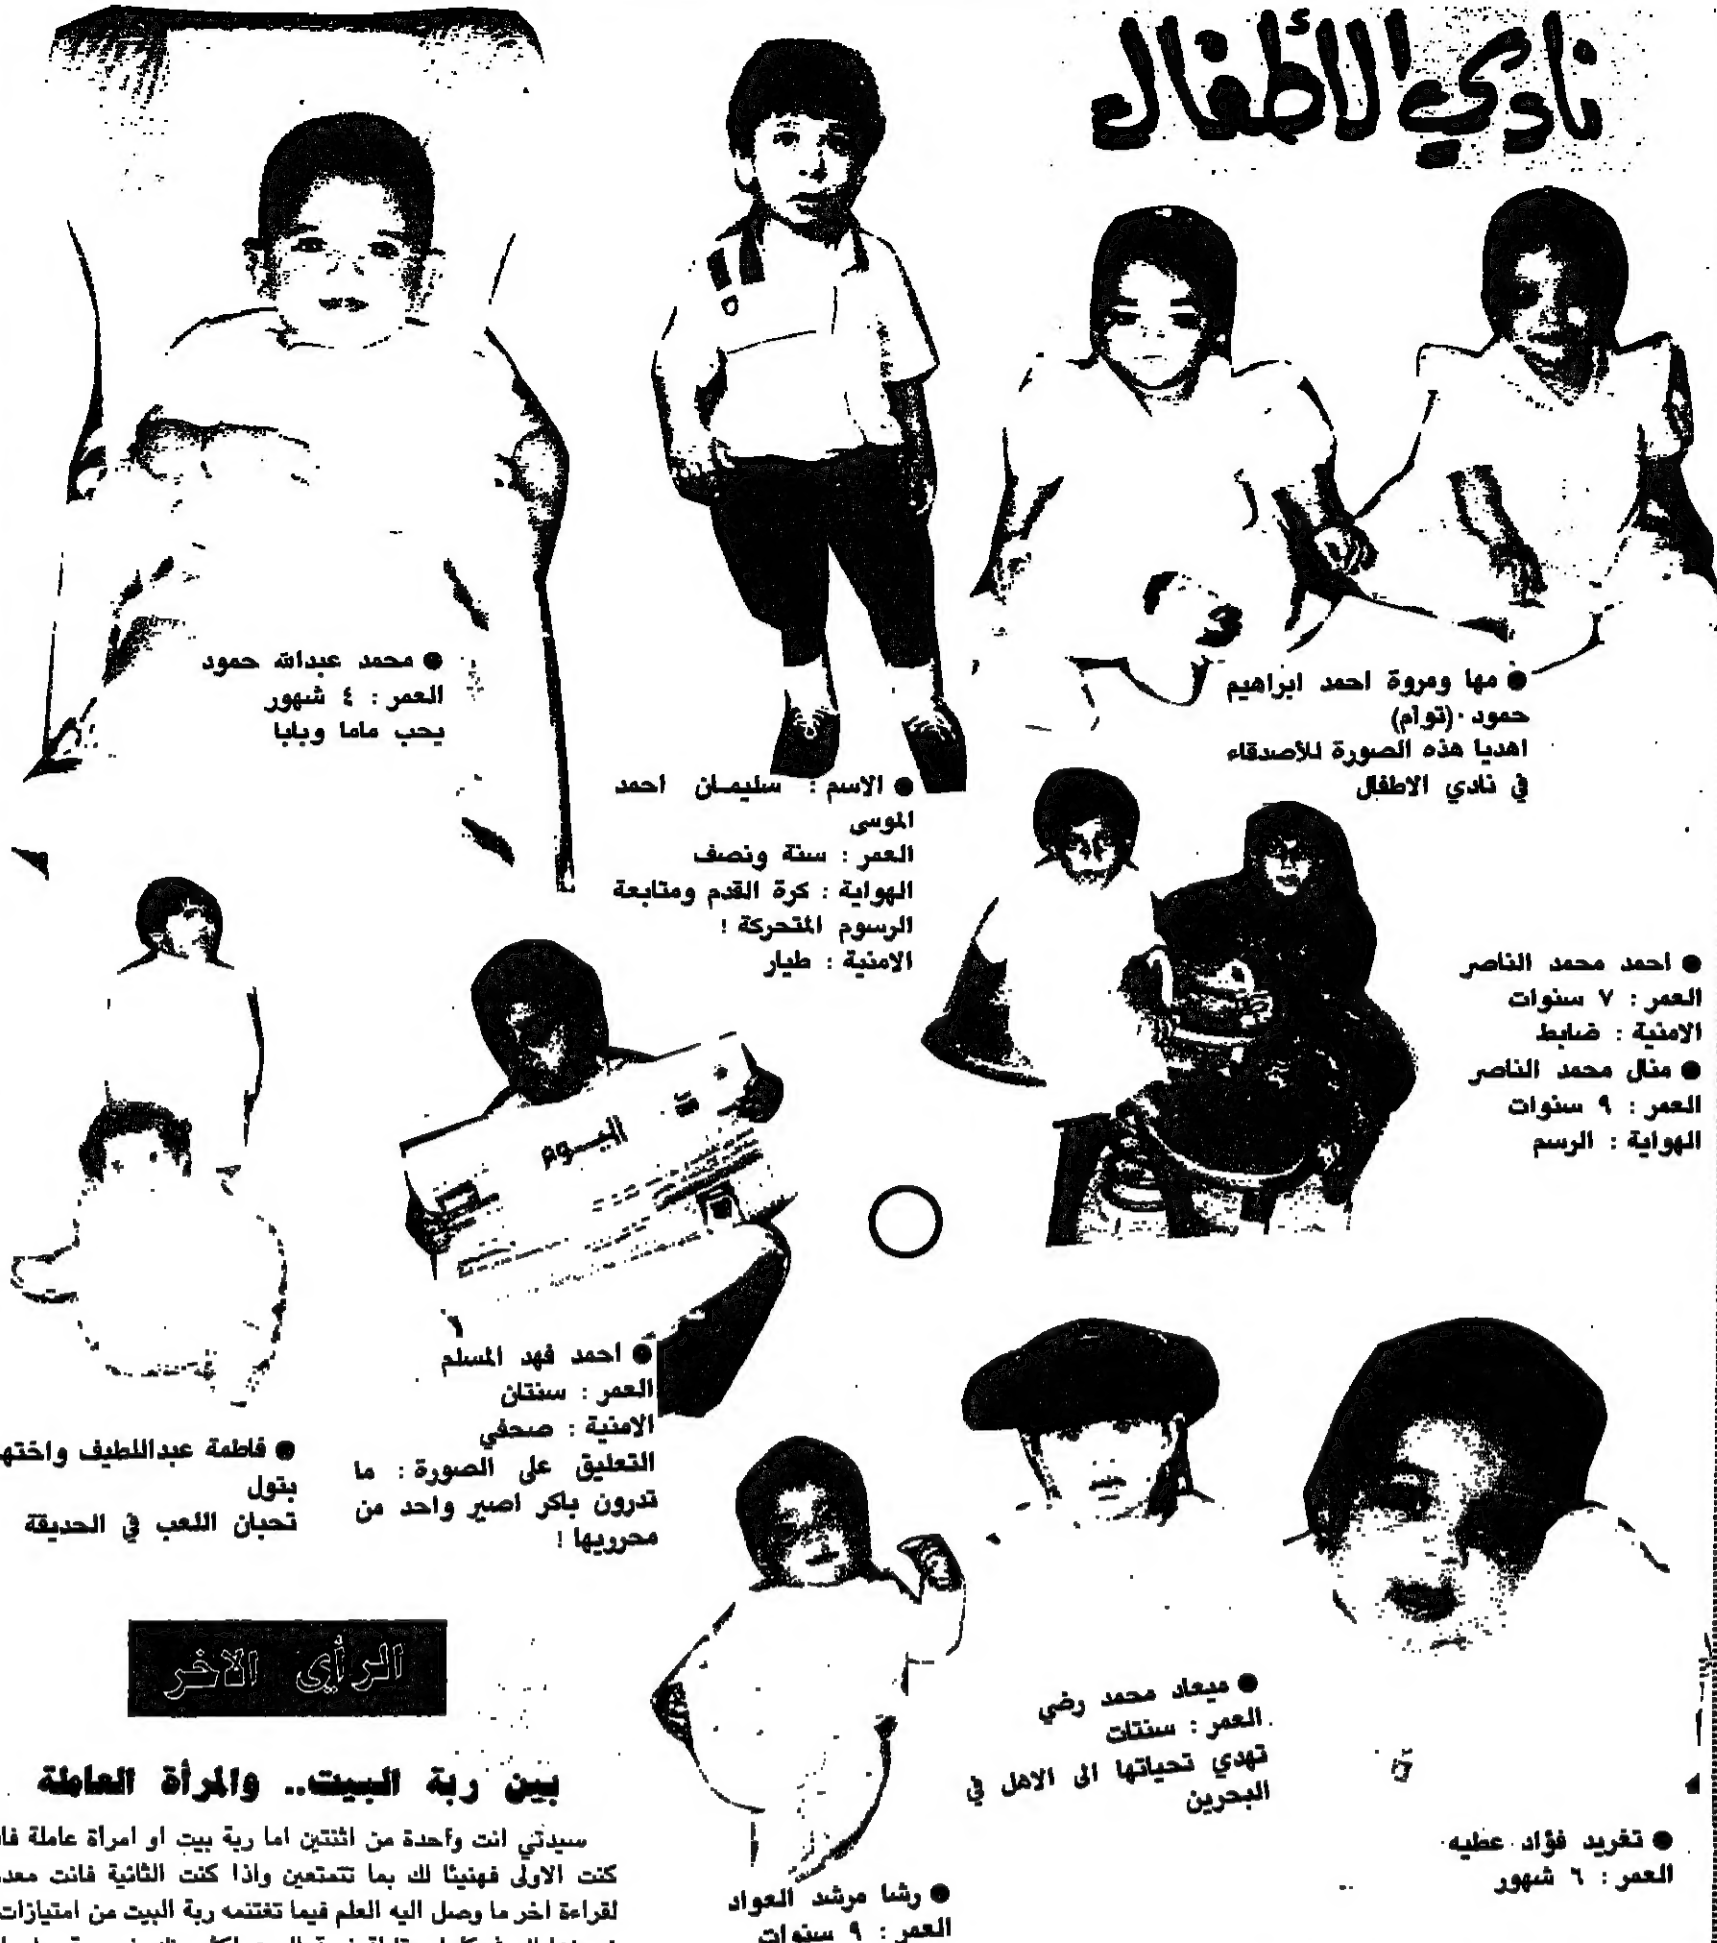 نادي الأطفال
● مها ومروة احمد ابراهيم
حمود (توأم)
اهديا هذه الصورة للأصدقاء
في نادي الاطفال
● الاسم : سليمان احمد
الموسى
العمر : سنة ونصف
الهواية : كرة القدم ومتابعة
الرسوم المتحركة !
الامنية : طيار
● محمد عبدالله حمود
العمر : ٤ شهور
يحب ماما وبابا
● احمد محمد الناصر
العمر : ٧ سنوات
الامنية : ضابط
● منال محمد الناصر
العمر : ٩ سنوات
الهواية : الرسم
اليوم
● احمد فهد المسلم
العمر : سنتان
الامنية : صحفي
التعليق على الصورة : ما
تدرون باكر اصير واحد من
محرريها !
● فاطمة عبداللطيف واختها
بتول
تحبان اللعب في الحديقة
● تغريد فؤاد عطيه
العمر : ٦ شهور
● ميعاد محمد رضي
العمر : سنتات
تهدي تحياتها الى الاهل في
البحرين
● رشا مرشد العواد
العمر : ٩ سنوات
الرأي الاخر
بين ربة البيت.. والمرأة العاملة
سيدتي انت واحدة من اثنتين اما ربة بيت او امرأة عاملة
كنت الاولى فهنيئا لك بما تتمتعين واذا كنت الثانية فانت
لقراءة اخر ما وصل اليه العلم فيما تغتنمه ربة البيت من امتيازات